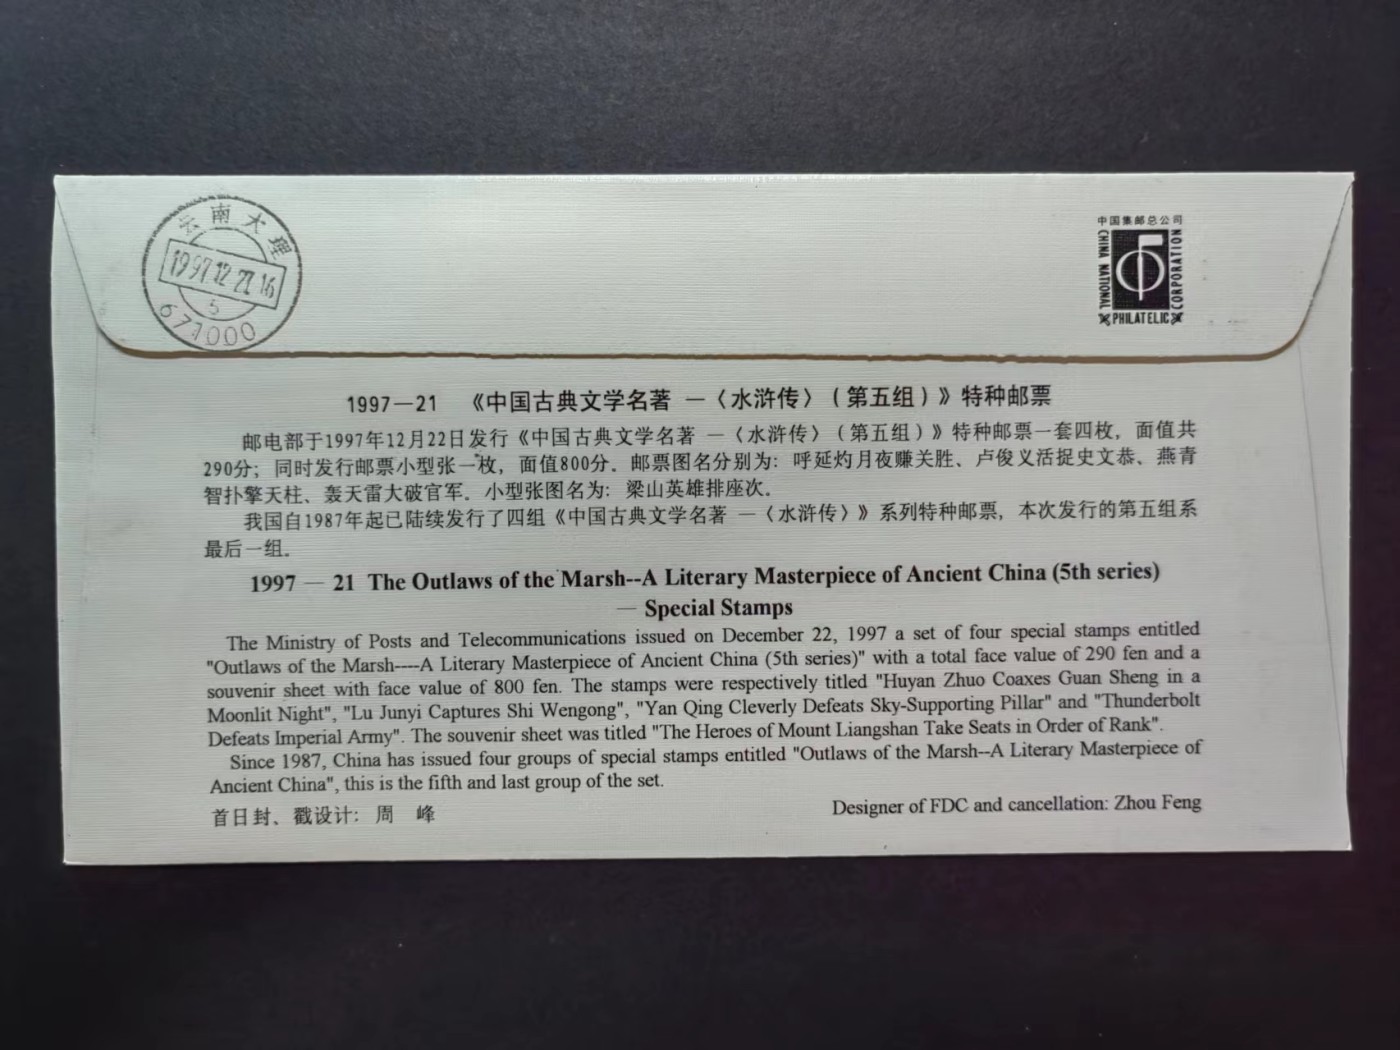 云南大理
1997.12.27.16
5
671000
中国集邮总公司
CHINA NATIONAL
PHILATELIC
CORPORATION
1997—21 《中国古典文学名著 —〈水浒传〉（第五组）》特种邮票
邮电部于1997年12月22日发行《中国古典文学名著 —〈水浒传〉（第五组）》特种邮票一套四枚，面值共
290分；同时发行邮票小型张一枚，面值800分．邮票图名分别为：呼延灼月夜赚关胜、卢俊义活捉史文恭、燕青
智扑擎天柱、轰天雷大破官军．小型张图名为：梁山英雄排座次．
我国自1987年起已陆续发行了四组《中国古典文学名著 —〈水浒传〉》系列特种邮票，本次发行的第五组系
最后一组．
1997 — 21 The Outlaws of the Marsh--A Literary Masterpiece of Ancient China (5th series)
— Special Stamps
The Ministry of Posts and Telecommunications issued on December 22, 1997 a set of four special stamps entitled
"Outlaws of the Marsh----A Literary Masterpiece of Ancient China (5th series)" with a total face value of 290 fen and a
souvenir sheet with face value of 800 fen. The stamps were respectively titled "Huyan Zhuo Coaxes Guan Sheng in a
Moonlit Night", "Lu Junyi Captures Shi Wengong", "Yan Qing Cleverly Defeats Sky-Supporting Pillar" and "Thunderbolt
Defeats Imperial Army". The souvenir sheet was titled "The Heroes of Mount Liangshan Take Seats in Order of Rank".
Since 1987, China has issued four groups of special stamps entitled "Outlaws of the Marsh--A Literary Masterpiece of
Ancient China", this is the fifth and last group of the set.
首日封、戳设计：周 峰
Designer of FDC and cancellation: Zhou Feng